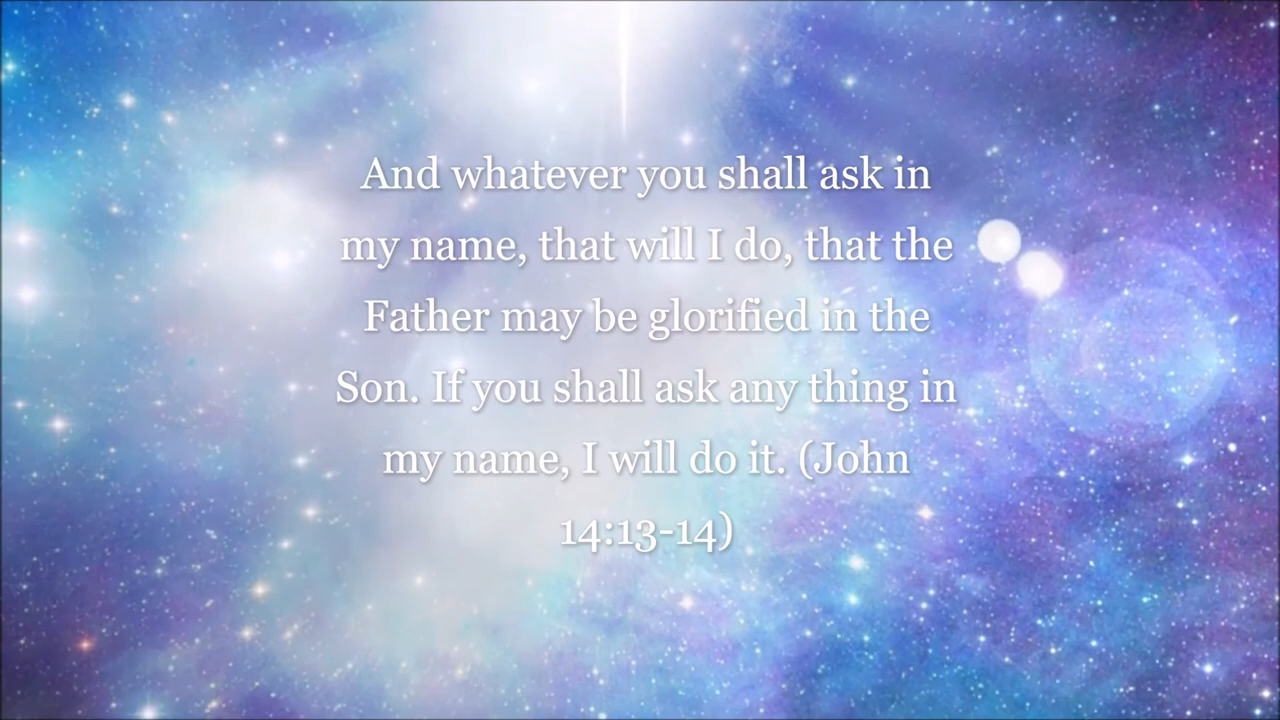 And whatever you shall ask in
my name, that will I do, that the
Father may be glorified in the
Son. If you shall ask any thing in
my name, I will do it. (John
14:13-14)